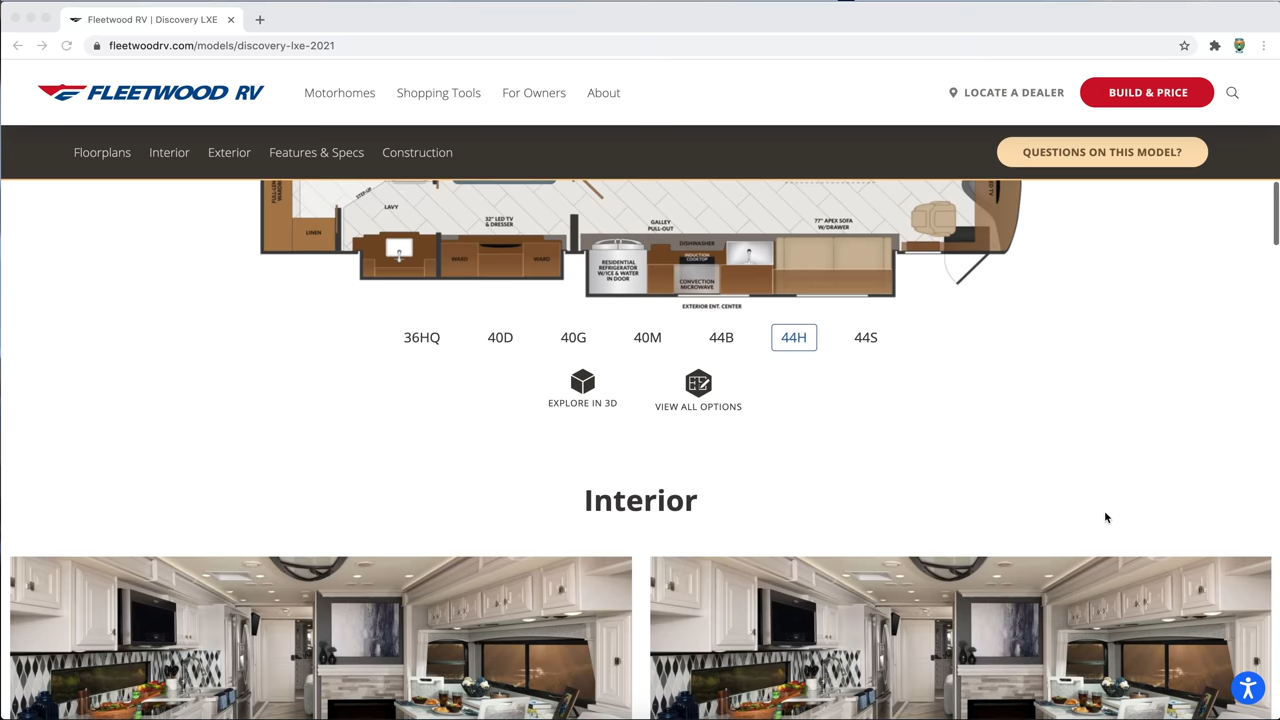 Fleetwood RV | Discovery LXE
fleetwoodrv.com/models/discovery-lxe-2021
FLEETWOOD RV
Motorhomes
Shopping Tools
For Owners
About
LOCATE A DEALER
BUILD & PRICE
Floorplans
Interior
Exterior
Features & Specs
Construction
QUESTIONS ON THIS MODEL?
STEP-UP
LAVY
LINEN
32" LED TV
& DRESSER
WARD
WARD
GALLEY
PULL-OUT
DISHWASHER
INDUCTION
COOKTOP
RESIDENTIAL
REFRIGERATOR
W/ICE & WATER
IN DOOR
CONVECTION
MICROWAVE
77" APEX SOFA
W/DRAWER
EXTERIOR ENT. CENTER
36HQ
40D
40G
40M
44B
44H
44S
EXPLORE IN 3D
VIEW ALL OPTIONS
Interior